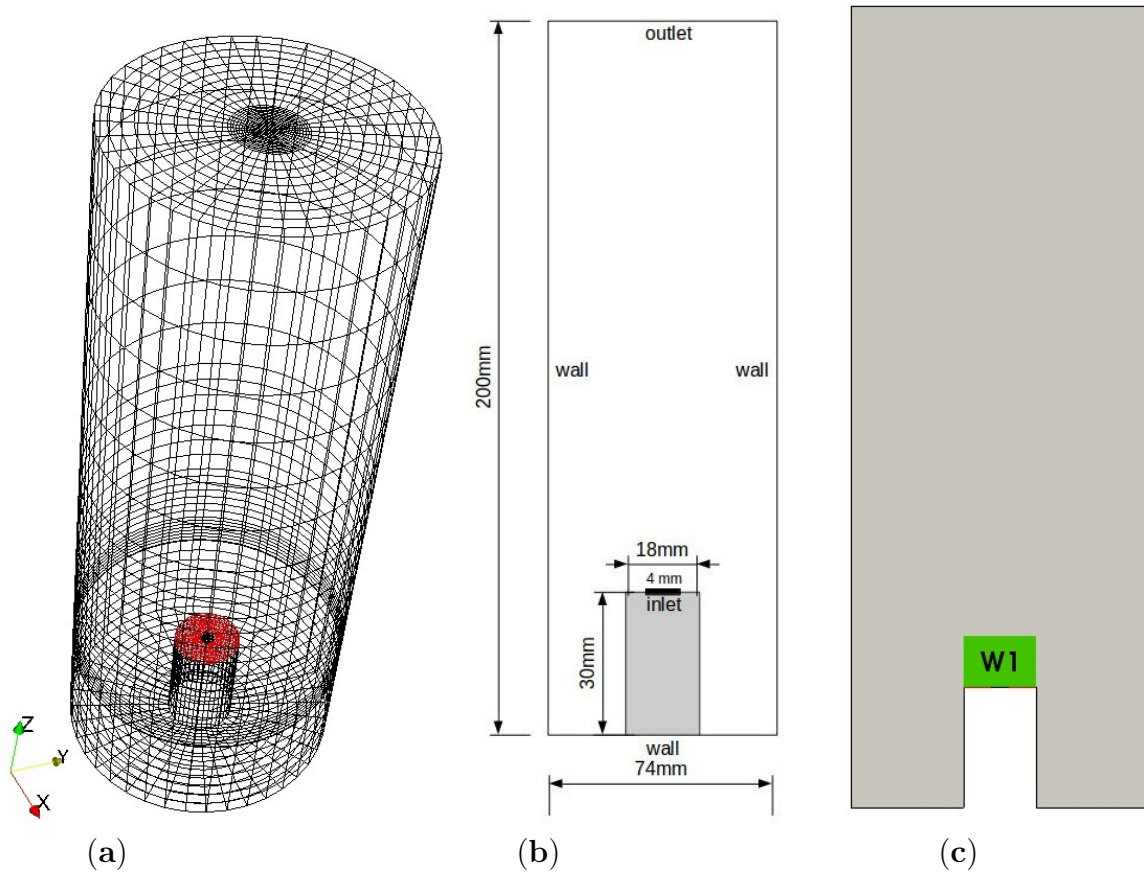 Z
Y
X
(a)
outlet
200mm
wall
wall
18mm
4 mm
inlet
30mm
wall
74mm
(b)
W1
(c)